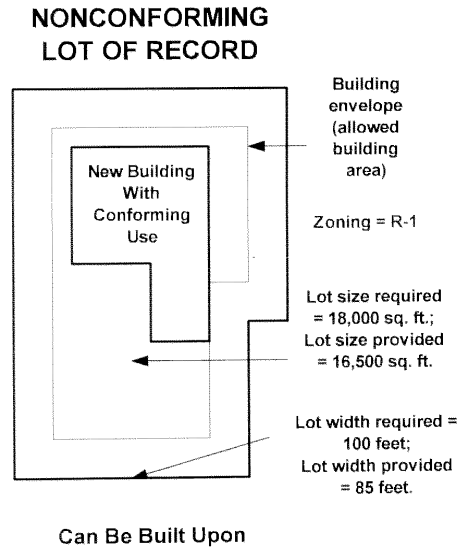 NONCONFORMING
LOT OF RECORD
Building
envelope
(allowed
building
area)
New Building
With
Conforming
Use
Zoning = R-1
Lot size required
= 18,000 sq. ft.;
Lot size provided
= 16,500 sq. ft.
Lot width required =
100 feet;
Lot width provided
= 85 feet.
Can Be Built Upon